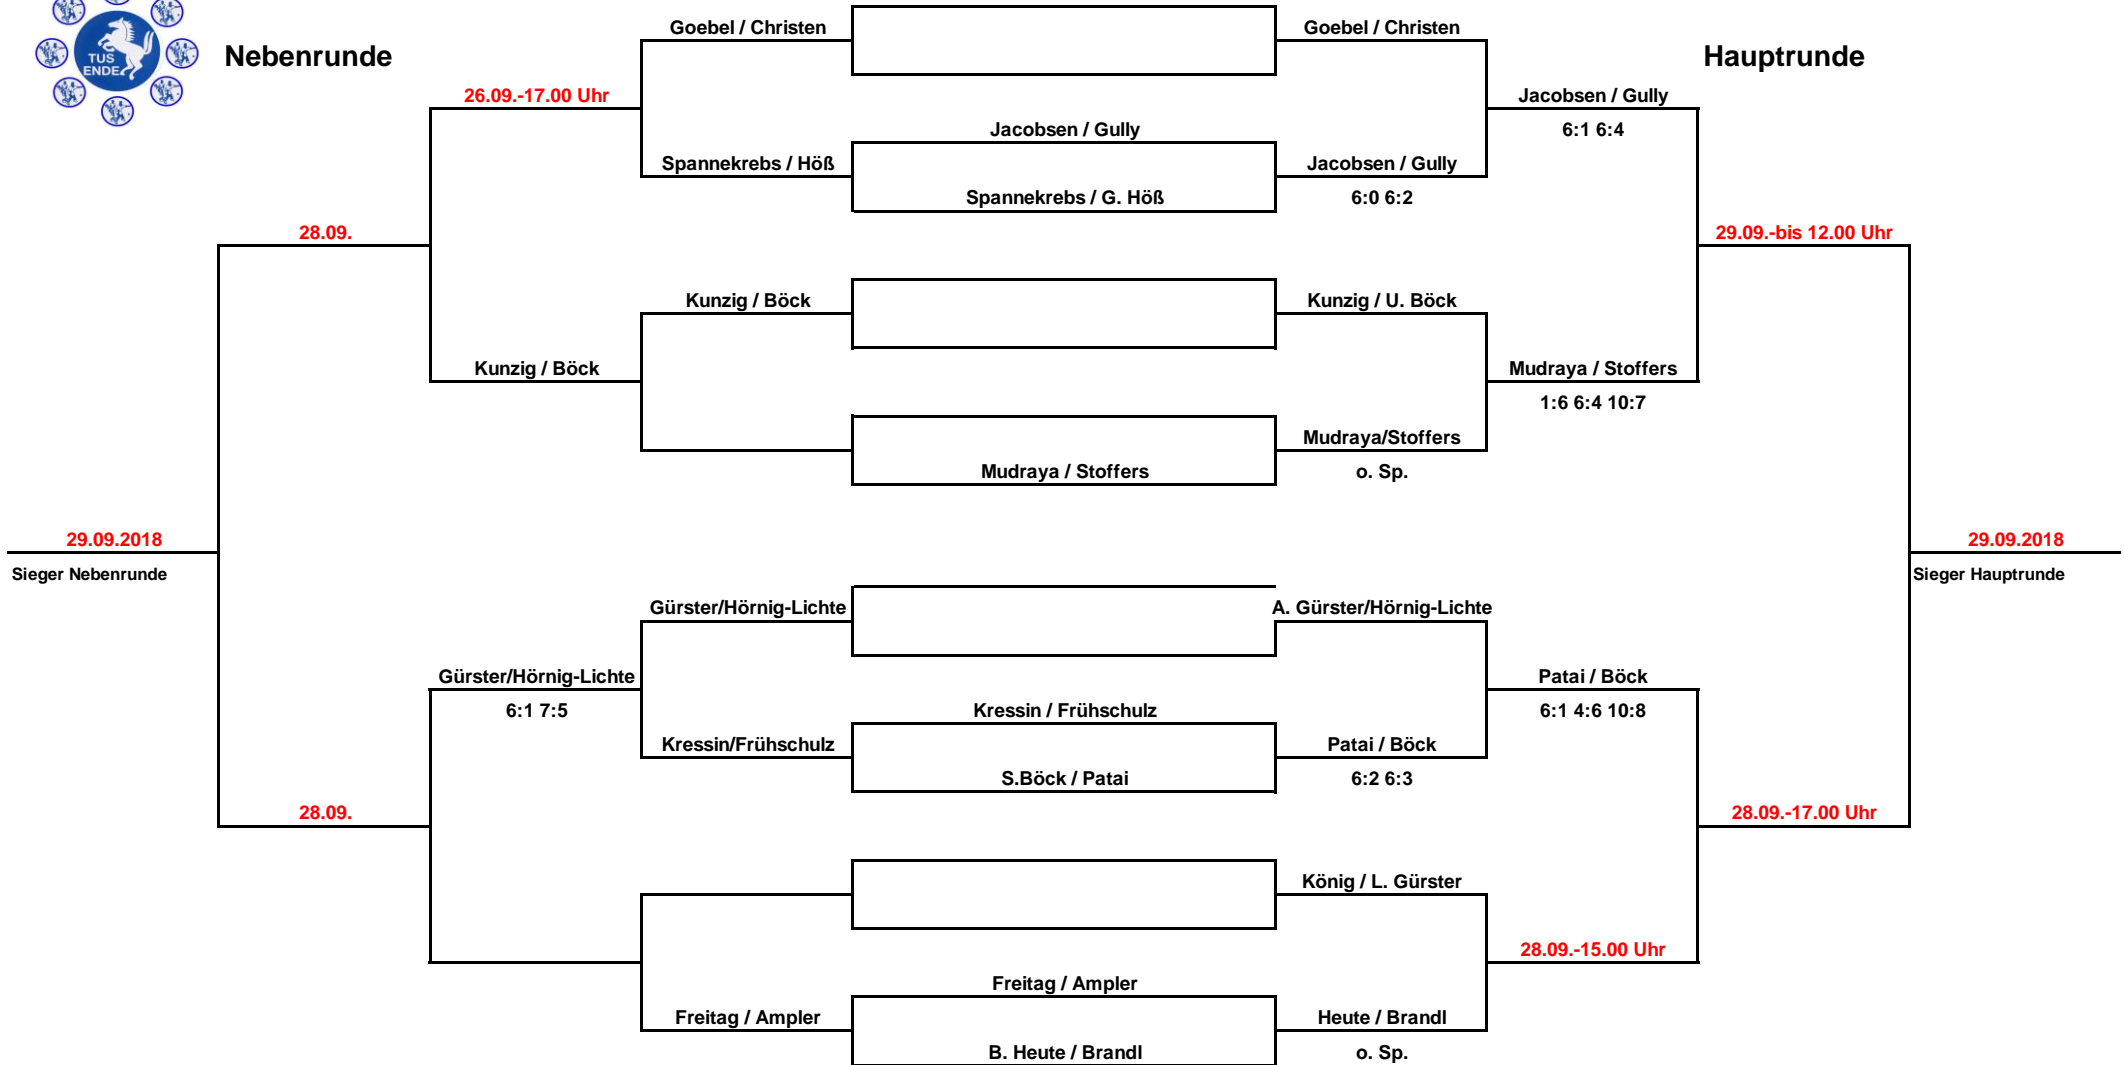 TUS
ENDE
Nebenrunde
Hauptrunde
Goebel / Christen
Goebel / Christen
26.09.-17.00 Uhr
Jacobsen / Gully
Jacobsen / Gully
6:1 6:4
Spannekrebs / Höß
Jacobsen / Gully
Spannekrebs / G. Höß
6:0 6:2
28.09.
29.09.-bis 12.00 Uhr
Kunzig / Böck
Kunzig / U. Böck
Kunzig / Böck
Mudraya / Stoffers
1:6 6:4 10:7
Mudraya/Stoffers
Mudraya / Stoffers
o. Sp.
29.09.2018
29.09.2018
Sieger Nebenrunde
Sieger Hauptrunde
Gürster/Hörnig-Lichte
A. Gürster/Hörnig-Lichte
Gürster/Hörnig-Lichte
Patai / Böck
6:1 7:5
Kressin / Frühschulz
6:1 4:6 10:8
Kressin/Frühschulz
Patai / Böck
S.Böck / Patai
6:2 6:3
28.09.
28.09.-17.00 Uhr
König / L. Gürster
28.09.-15.00 Uhr
Freitag / Ampler
Freitag / Ampler
Heute / Brandl
B. Heute / Brandl
o. Sp.